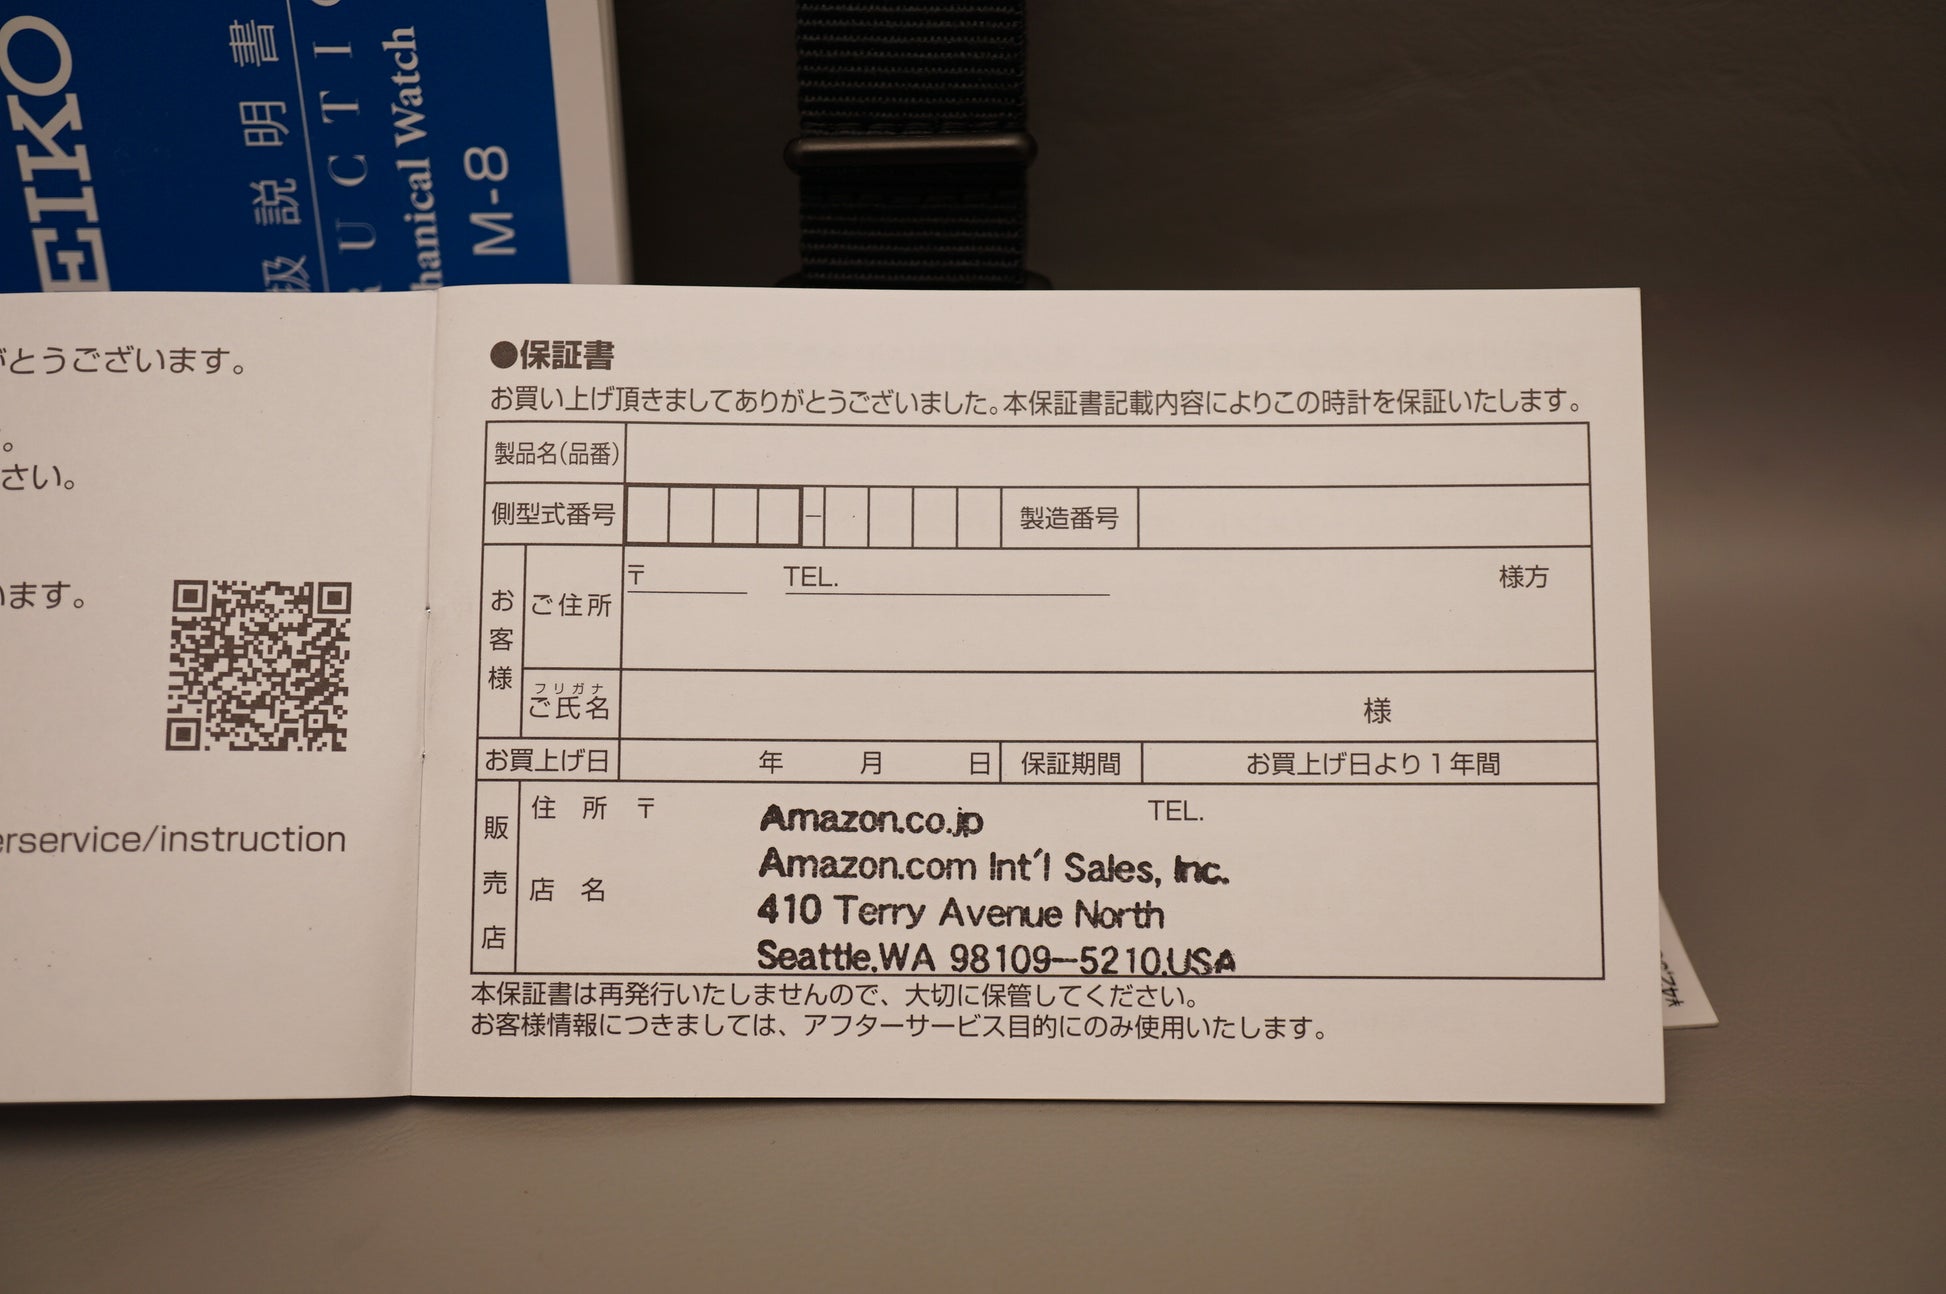 EIKO
扱説明書
RUCTIO
hanical Watch
M-8
がとうございます。
。
さい。
います。
erservice/instruction
●保証書
お買い上げ頂きましてありがとうございました。本保証書記載内容によりこの時計を保証いたします。
製品名(品番)
側型式番号 - 製造番号
お客様
ご住所 〒 TEL. 様方
フリガナ
ご氏名 様
お買上げ日 年 月 日 保証期間 お買上げ日より1年間
販売店
住所 〒 Amazon.co.jp TEL.
Amazon.com Int'l Sales, Inc.
店名 410 Terry Avenue North
Seattle,WA 98109-5210,USA
本保証書は再発行いたしませんので、大切に保管してください。
お客様情報につきましては、アフターサービス目的にのみ使用いたします。